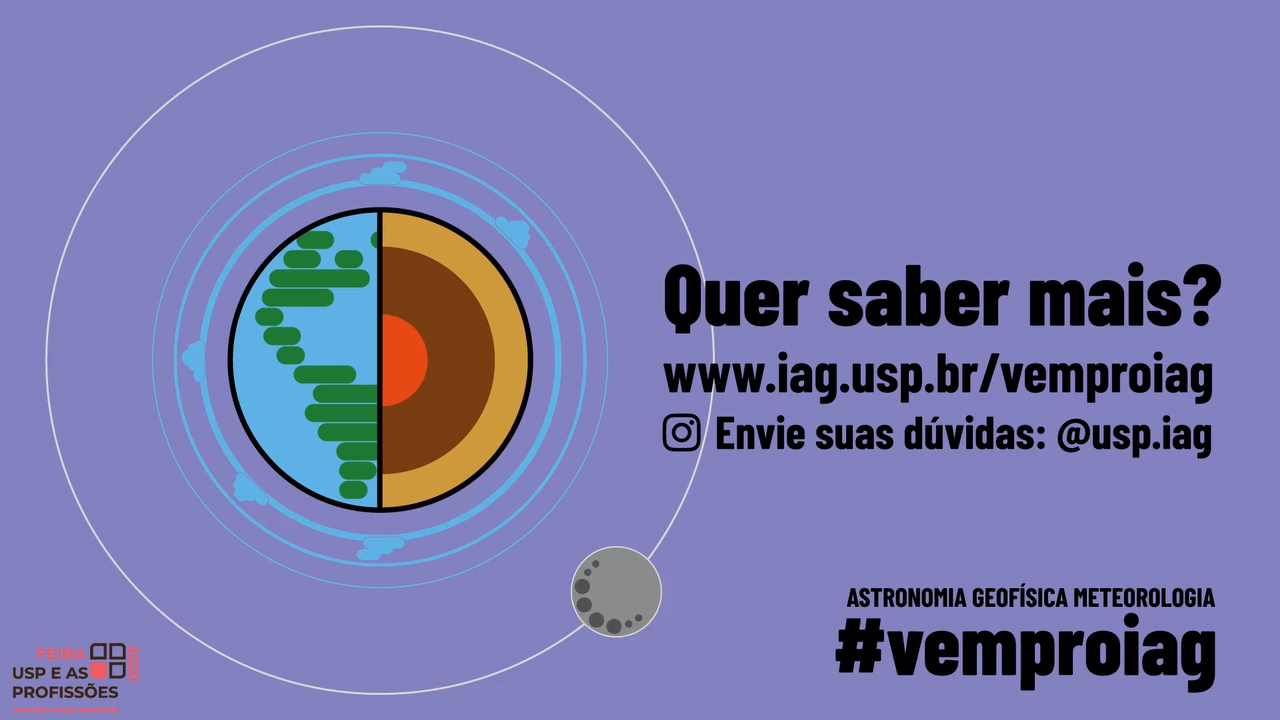 Quer saber mais?
www.iag.usp.br/vemproiag
Envie suas dúvidas: @usp.iag
ASTRONOMIA GEOFÍSICA METEOROLOGIA
#vemproiag
FEIRA
USP E AS
PROFISSÕES